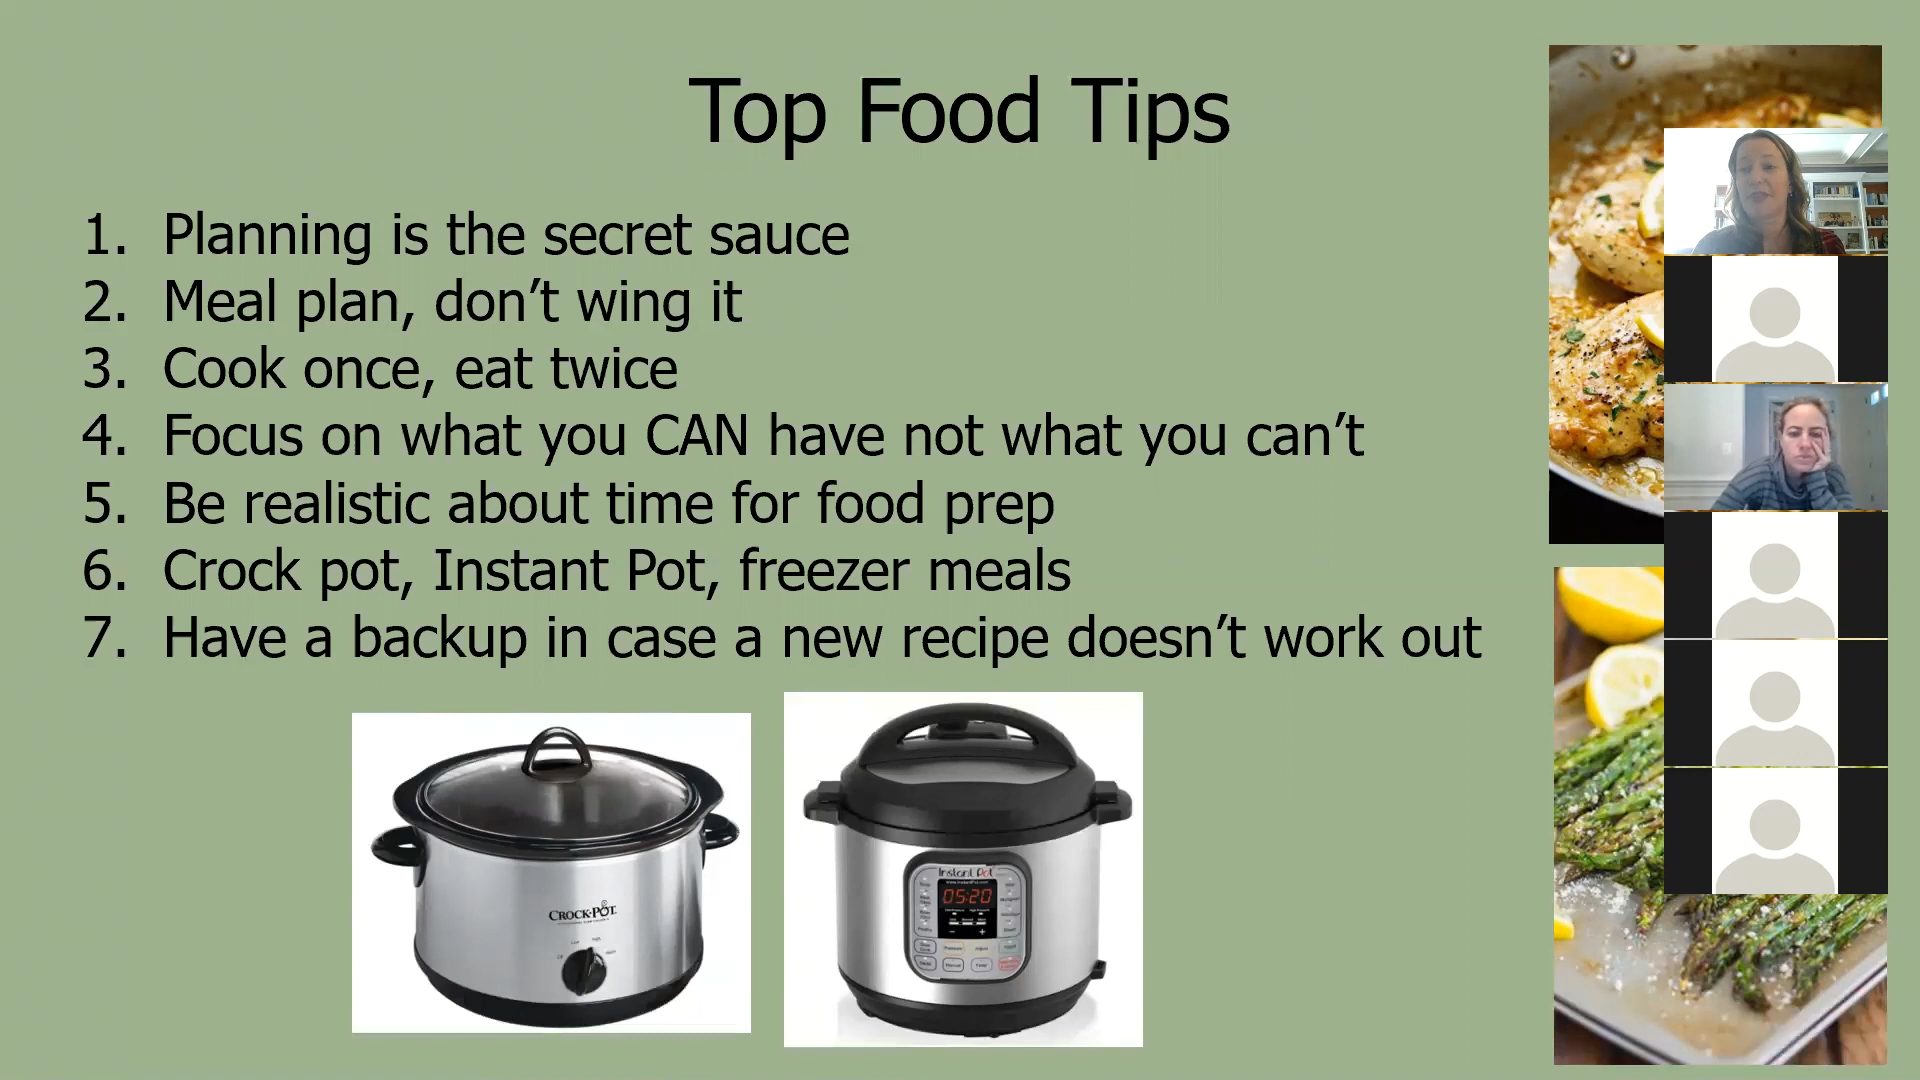 Top Food Tips
1. Planning is the secret sauce
2. Meal plan, don’t wing it
3. Cook once, eat twice
4. Focus on what you CAN have not what you can’t
5. Be realistic about time for food prep
6. Crock pot, Instant Pot, freezer meals
7. Have a backup in case a new recipe doesn’t work out
CROCK·POT
Instant Pot
05:20